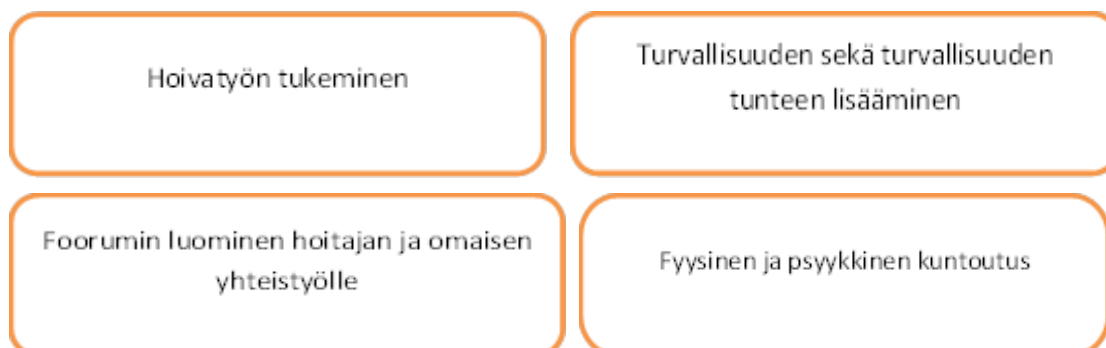 Hoivatyön tukeminen
Turvallisuuden sekä turvallisuuden
tunteen lisääminen
Foorumin luominen hoitajan ja omaisen
yhteistyölle
Fyysinen ja psyykkinen kuntoutus